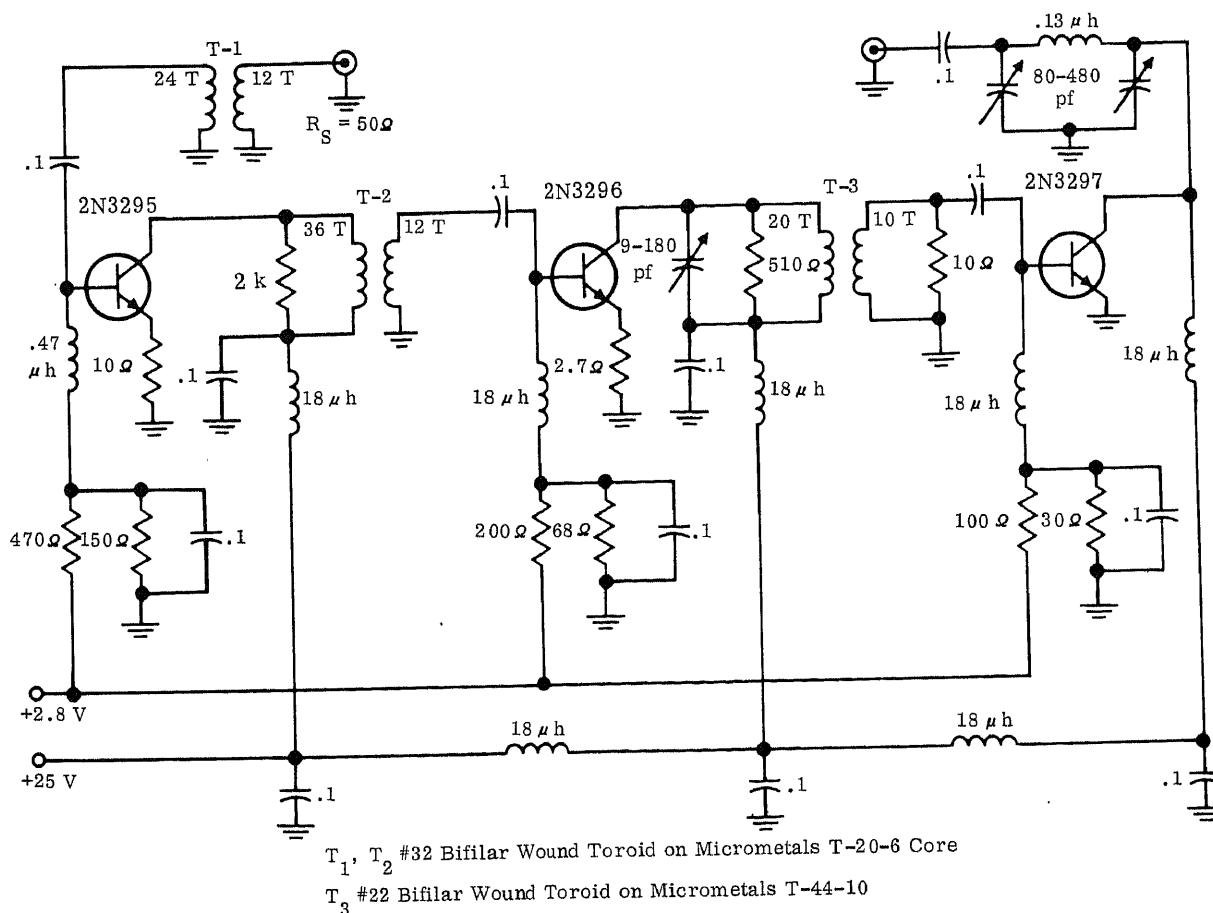 T-1
24 T
12 T
R_S = 50Ω
.13 μh
.1
80-480
pf
.1
2N3295
T-2
36 T
12 T
.1
2N3296
T-3
20 T
10 T
.1
2N3297
9-180
pf
2 k
510Ω
10Ω
.47
μh
10Ω
.1
18 μh
18 μh
2.7Ω
.1
18 μh
18 μh
18 μh
470Ω
150Ω
.1
200Ω
68Ω
.1
100Ω
30Ω
.1
+2.8 V
+25 V
18 μh
18 μh
.1
.1
.1
T_1, T_2 #32 Bifilar Wound Toroid on Micrometals T-20-6 Core
T_3 #22 Bifilar Wound Toroid on Micrometals T-44-10